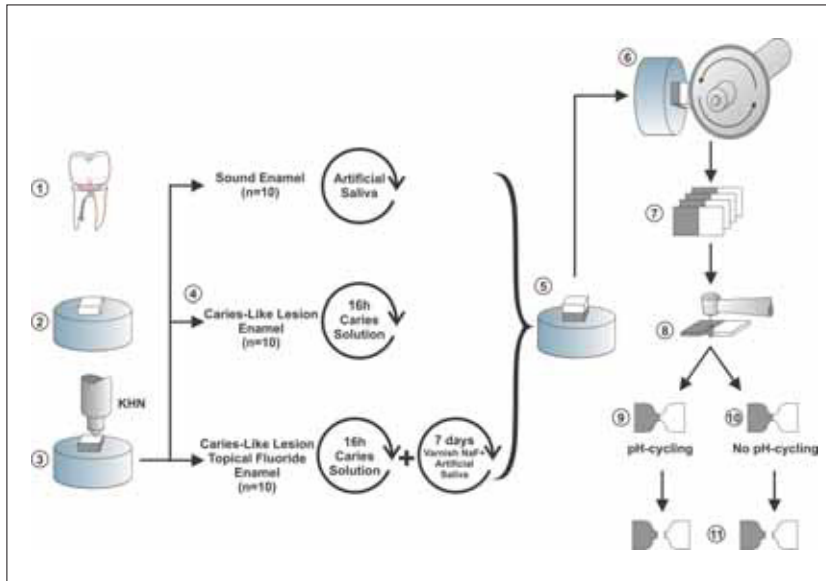 ①
②
③
KHN
④
Sound Enamel
(n=10)
Artificial
Saliva
Caries-Like Lesion
Enamel
(n=10)
16h
Caries
Solution
Caries-Like Lesion
Topical Fluoride
Enamel
(n=10)
16h
Caries
Solution
+
7 days
Varnish NaF+
Artificial
Saliva
⑤
⑥
⑦
⑧
⑨
pH-cycling
⑩
No pH-cycling
⑪